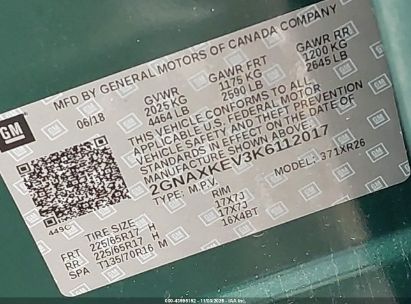 MFD BY GENERAL MOTORS OF CANADA COMPANY
06/18
GVWR GAWR FRT GAWR RR
2025 KG 1175 KG 1200 KG
4464 LB 2590 LB 2645 LB
THIS VEHICLE CONFORMS TO ALL
APPLICABLE U.S. FEDERAL MOTOR
VEHICLE SAFETY AND THEFT PREVENTION
STANDARDS IN EFFECT ON THE DATE OF
MANUFACTURE SHOWN ABOVE.
2GNAXKEV3K6112017
TYPE: M.P.V. MODEL: 371XR26
GM
449C
TIRE SIZE RIM
FRT 225/65R17 H 17X7J
RR 225/65R17 H 17X7J
SPA T135/70R16 M 16X4BT